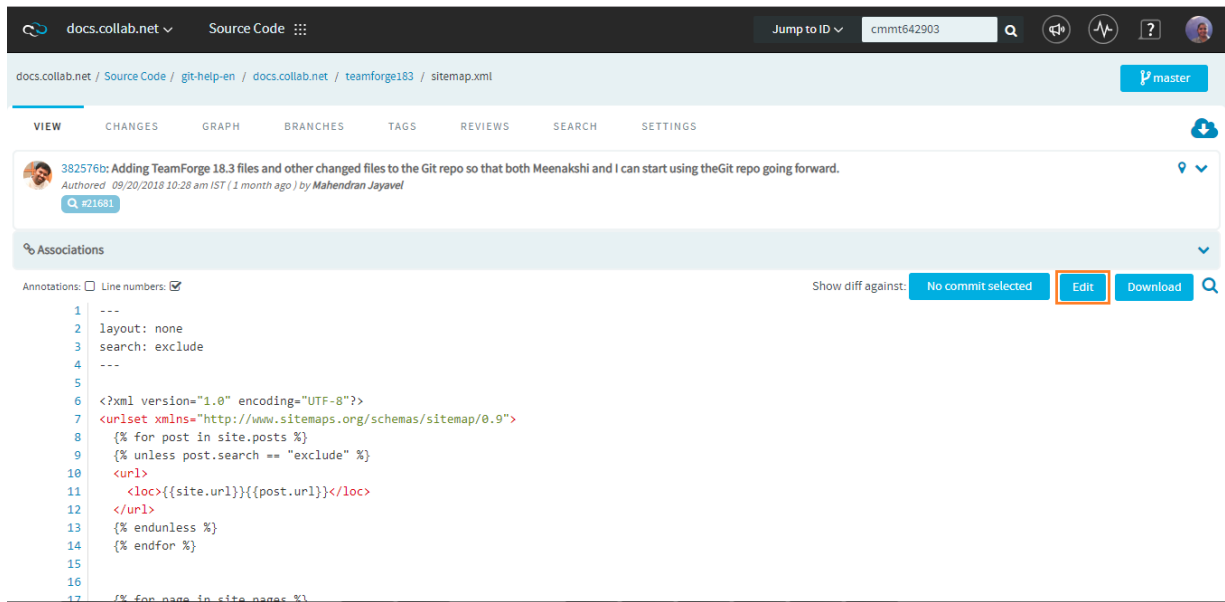 docs.collab.net Source Code Jump to ID cmmt642903 ?
docs.collab.net / Source Code / git-help-en / docs.collab.net / teamforge183 / sitemap.xml master
VIEW CHANGES GRAPH BRANCHES TAGS REVIEWS SEARCH SETTINGS
382576b: Adding TeamForge 18.3 files and other changed files to the Git repo so that both Meenakshi and I can start using theGit repo going forward.
Authored 09/20/2018 10:28 am IST ( 1 month ago ) by Mahendran Jayavel
#21681
Associations
Annotations: Line numbers: Show diff against: No commit selected Edit Download
1 ---
2 layout: none
3 search: exclude
4 ---
5
6 <?xml version="1.0" encoding="UTF-8"?>
7 <urlset xmlns="http://www.sitemaps.org/schemas/sitemap/0.9">
8 {% for post in site.posts %}
9 {% unless post.search == "exclude" %}
10 <url>
11 <loc>{{site.url}}{{post.url}}</loc>
12 </url>
13 {% endunless %}
14 {% endfor %}
15
16
17 {% for page in site.pages %}